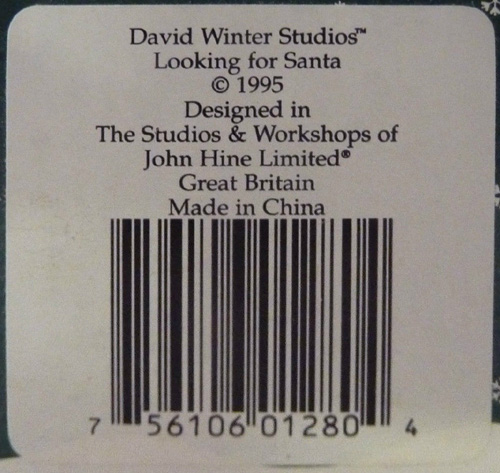 David Winter Studios™
Looking for Santa
© 1995
Designed in
The Studios & Workshops of
John Hine Limited®
Great Britain
Made in China
7 56106 01280 4